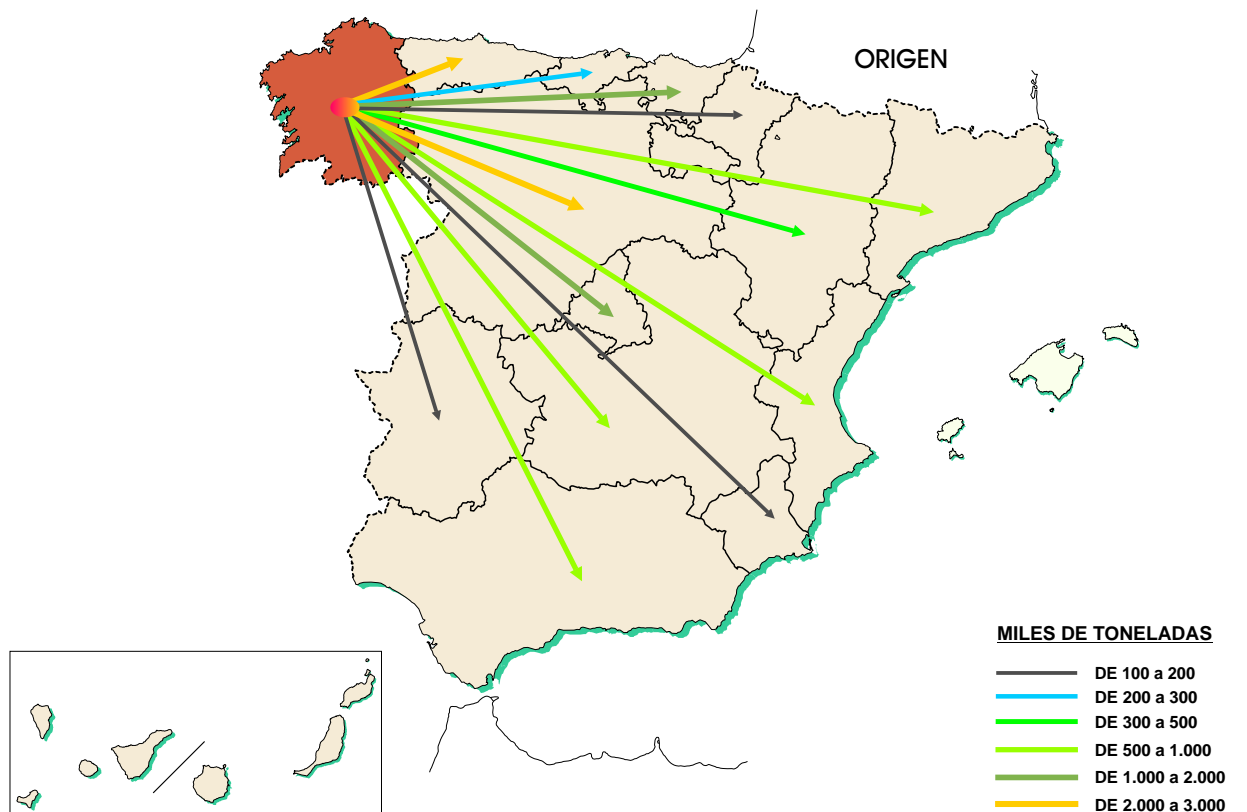 ORIGEN
MILES DE TONELADAS
DE 100 a 200
DE 200 a 300
DE 300 a 500
DE 500 a 1.000
DE 1.000 a 2.000
DE 2.000 a 3.000